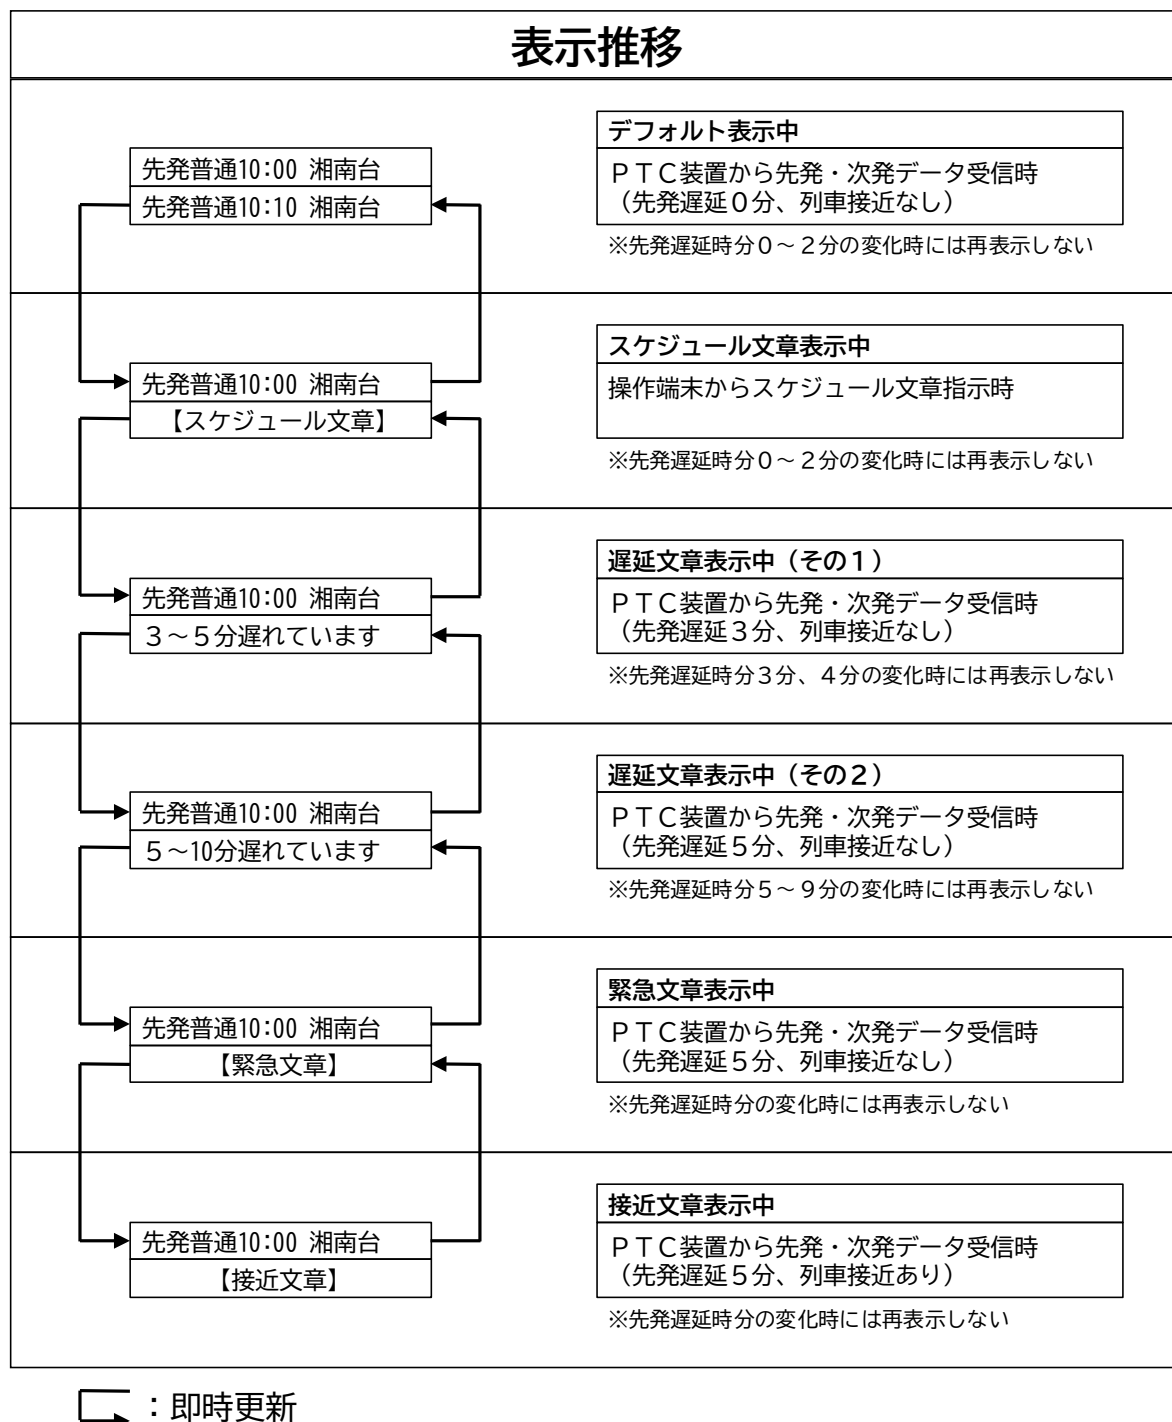 表示推移
先発普通10:00 湘南台
先発普通10:10 湘南台
デフォルト表示中
ＰＴＣ装置から先発・次発データ受信時
（先発遅延０分、列車接近なし）
※先発遅延時分０～２分の変化時には再表示しない
先発普通10:00 湘南台
【スケジュール文章】
スケジュール文章表示中
操作端末からスケジュール文章指示時
※先発遅延時分０～２分の変化時には再表示しない
先発普通10:00 湘南台
３～５分遅れています
遅延文章表示中（その１）
ＰＴＣ装置から先発・次発データ受信時
（先発遅延３分、列車接近なし）
※先発遅延時分３分、４分の変化時には再表示しない
先発普通10:00 湘南台
５～10分遅れています
遅延文章表示中（その２）
ＰＴＣ装置から先発・次発データ受信時
（先発遅延５分、列車接近なし）
※先発遅延時分５～９分の変化時には再表示しない
先発普通10:00 湘南台
【緊急文章】
緊急文章表示中
ＰＴＣ装置から先発・次発データ受信時
（先発遅延５分、列車接近なし）
※先発遅延時分の変化時には再表示しない
先発普通10:00 湘南台
【接近文章】
接近文章表示中
ＰＴＣ装置から先発・次発データ受信時
（先発遅延５分、列車接近あり）
※先発遅延時分の変化時には再表示しない
：即時更新